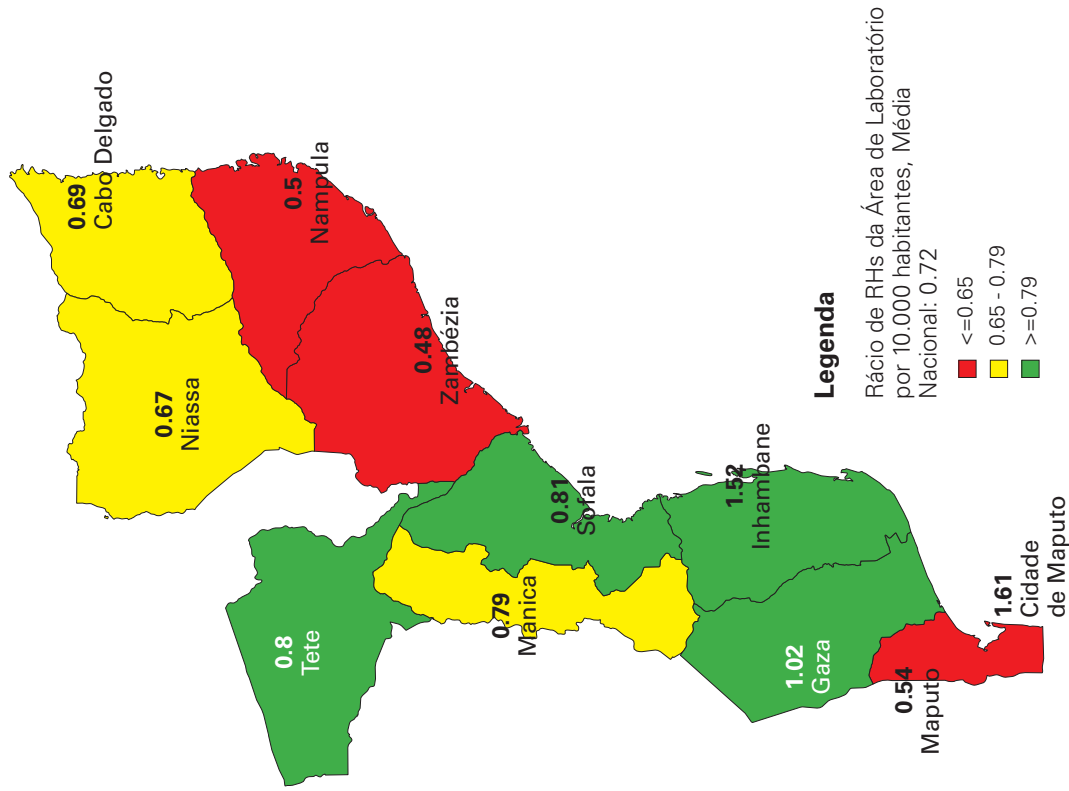 0.69
Cabo Delgado
0.67
Niassa
0.5
Nampula
0.48
Zambézia
0.8
Tete
0.79
Manica
0.81
Sofala
1.52
Inhambane
1.02
Gaza
0.54
Maputo
1.61
Cidade
de Maputo
Legenda
Rácio de RHs da Área de Laboratório
por 10.000 habitantes, Média
Nacional: 0.72
<=0.65
0.65 - 0.79
>=0.79